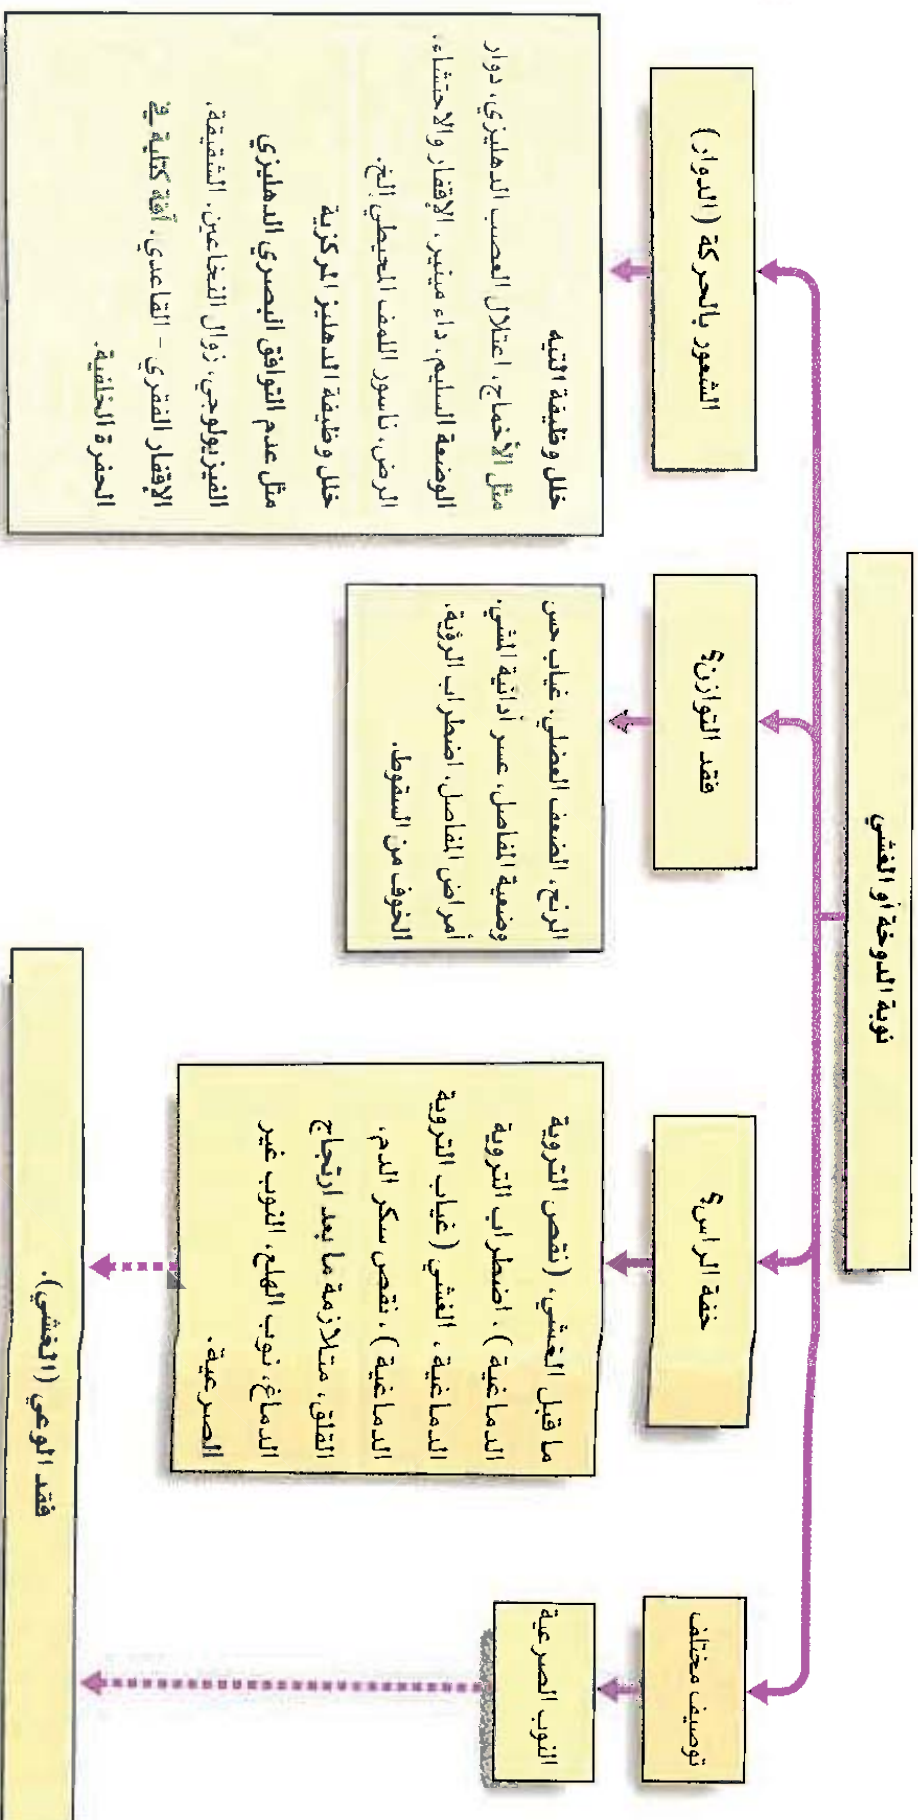 نوبة الدوخة أو الغشي
الشعور بالحركة (الدوار)
خلل وظيفة التيه
مثل الأخماج، اعتلال العصب الدهليزي، دوار
الوضعة السليم، داء مينيير، الإقفار والاحتشاء،
الرض، ناسور اللمف المحيطي إلخ.
خلل وظيفة الدهليز المركزية
مثل عدم التوافق البصري الدهليزي
الفيزيولوجي، زوال النخاعين، الشقيقة،
الإقفار الفقري - القاعدي، آفة كتلية في
الحفرة الخلفية.
فقد التوازن؟
الرنح، الضعف العضلي، غياب حس
وضعية المفاصل، عسر أدائية المشي،
أمراض المفاصل، اضطراب الرؤية،
الخوف من السقوط.
خفة الراس؟
ما قبل الغشي، (نقص التروية
الدماغية)، اضطراب التروية
الدماغية، الغشي (غياب التروية
الدماغية)، نقص سكر الدم،
القلق، متلازمة ما بعد ارتجاج
الدماغ، نوب الهلع، النوب غير
الصرعية.
توصيف مختلف
النوب الصرعية
فقد الوعي (الغشي).